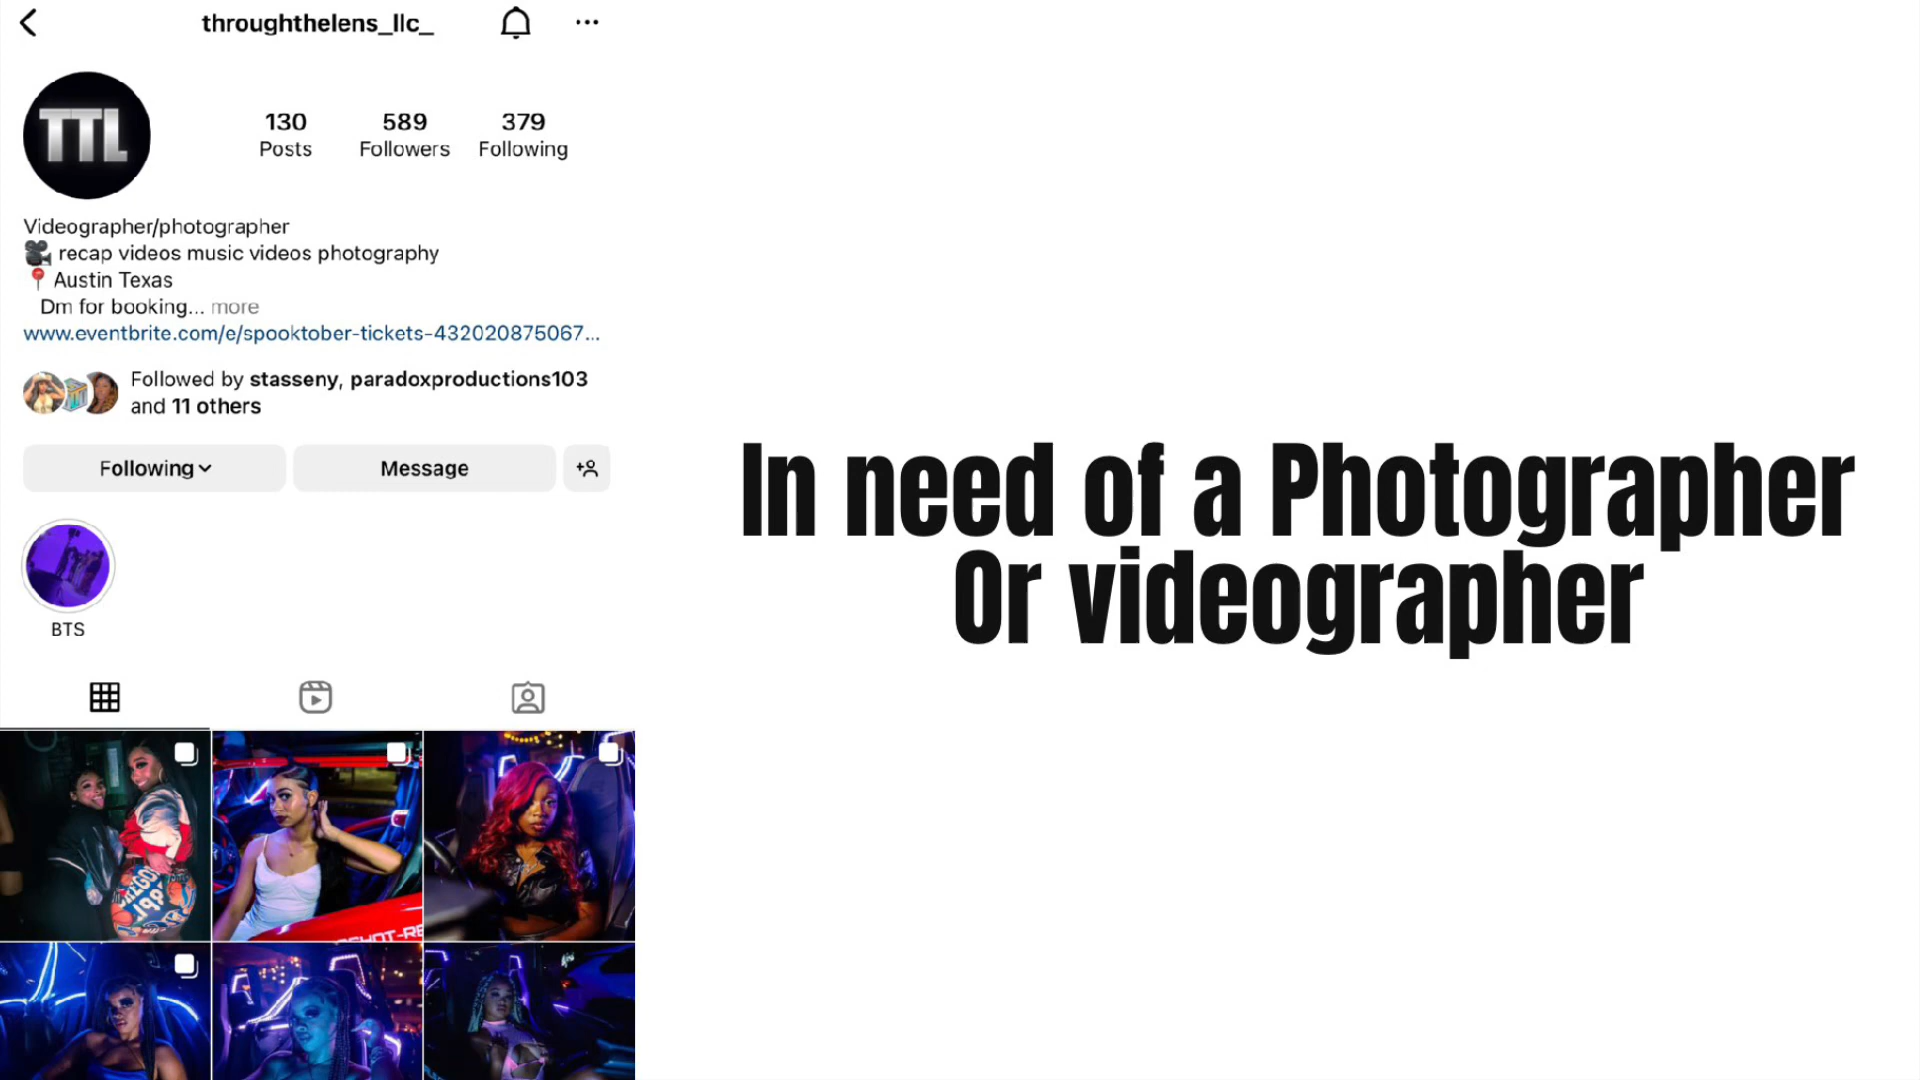 throughthelens_llc_
TTL
130
Posts
589
Followers
379
Following
Videographer/photographer
🎥 recap videos music videos photography
📍 Austin Texas
Dm for booking... more
www.eventbrite.com/e/spooktober-tickets-432020875067...
Followed by stasseny, paradoxproductions103
and 11 others
Following
Message
BTS
In need of a Photographer
Or videographer